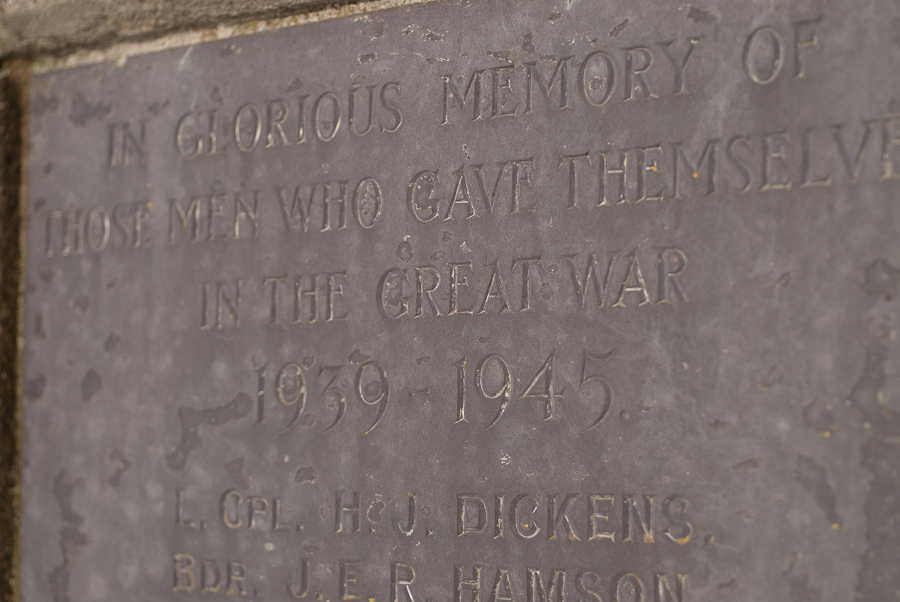 IN GLORIOUS MEMORY OF
THOSE MEN WHO GAVE THEMSELVE
IN THE GREAT WAR
1939 - 1945.
L. CPL. H. J. DICKENS.
BDR. J. E. R. HAMSON